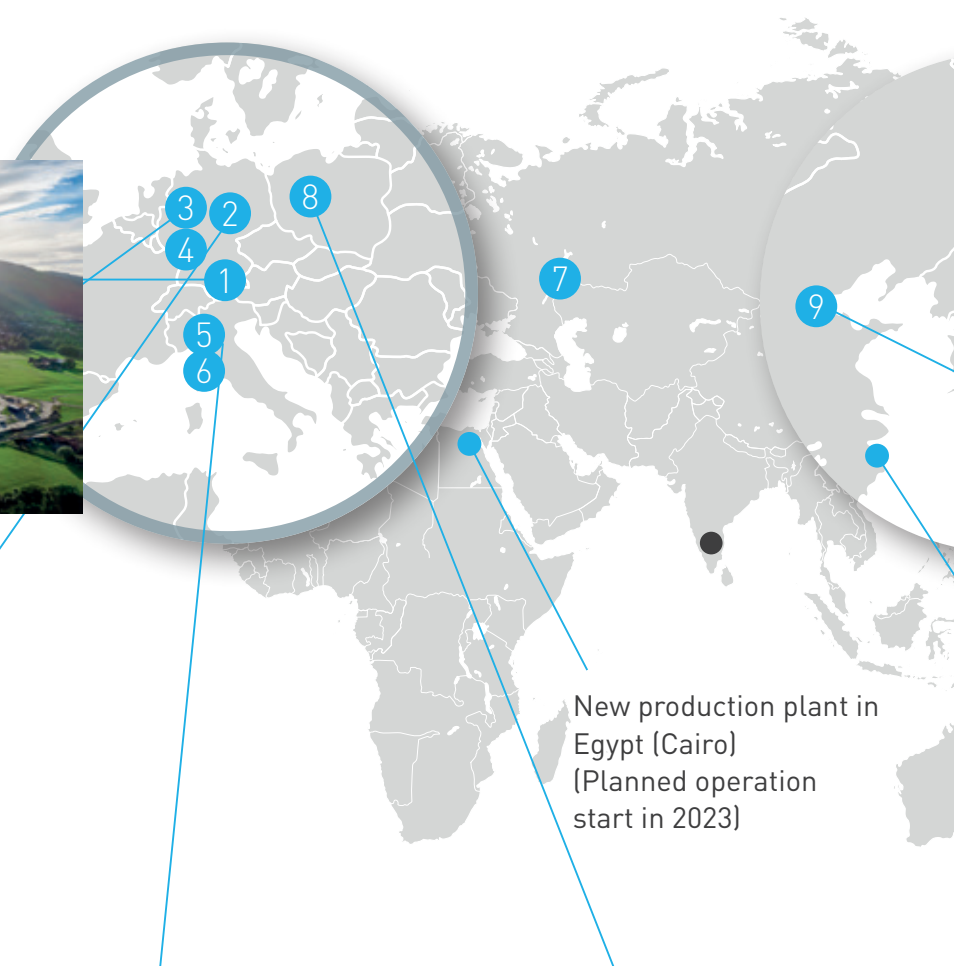 3
2
8
4
1
7
9
5
6
New production plant in
Egypt (Cairo)
(Planned operation
start in 2023)